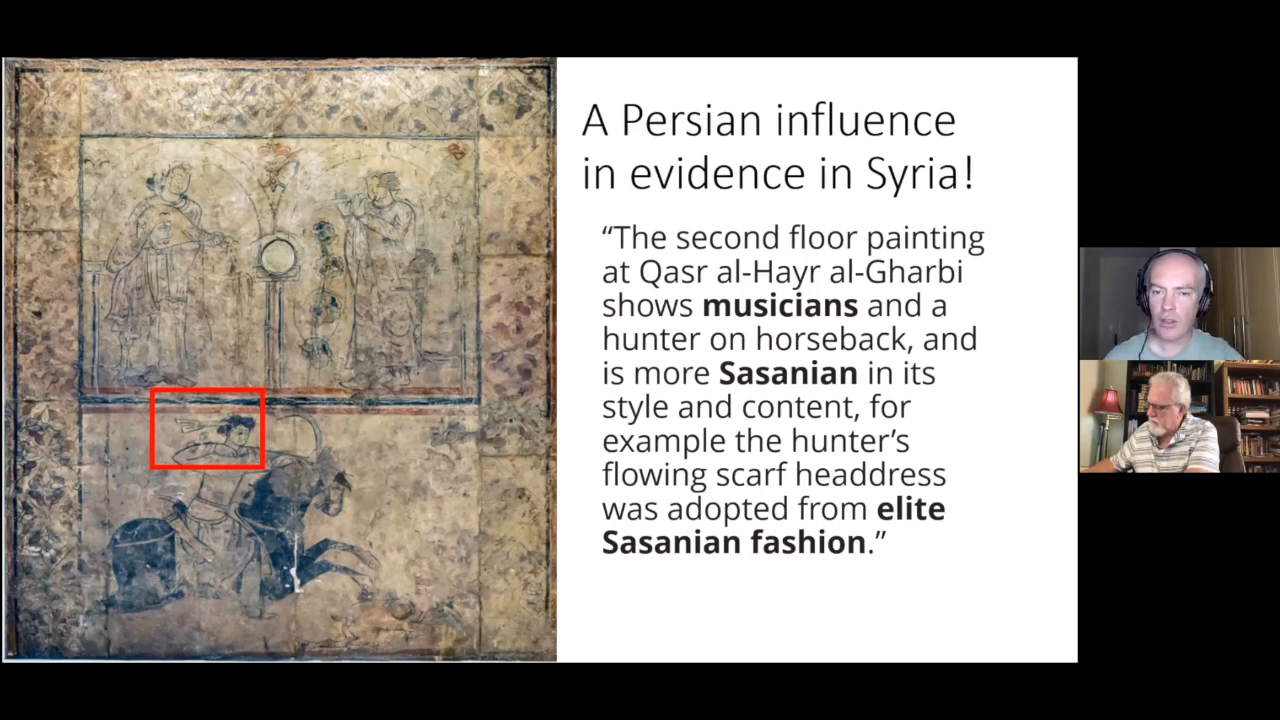 A Persian influence
in evidence in Syria!
“The second floor painting
at Qasr al-Hayr al-Gharbi
shows musicians and a
hunter on horseback, and
is more Sasanian in its
style and content, for
example the hunter’s
flowing scarf headdress
was adopted from elite
Sasanian fashion.”